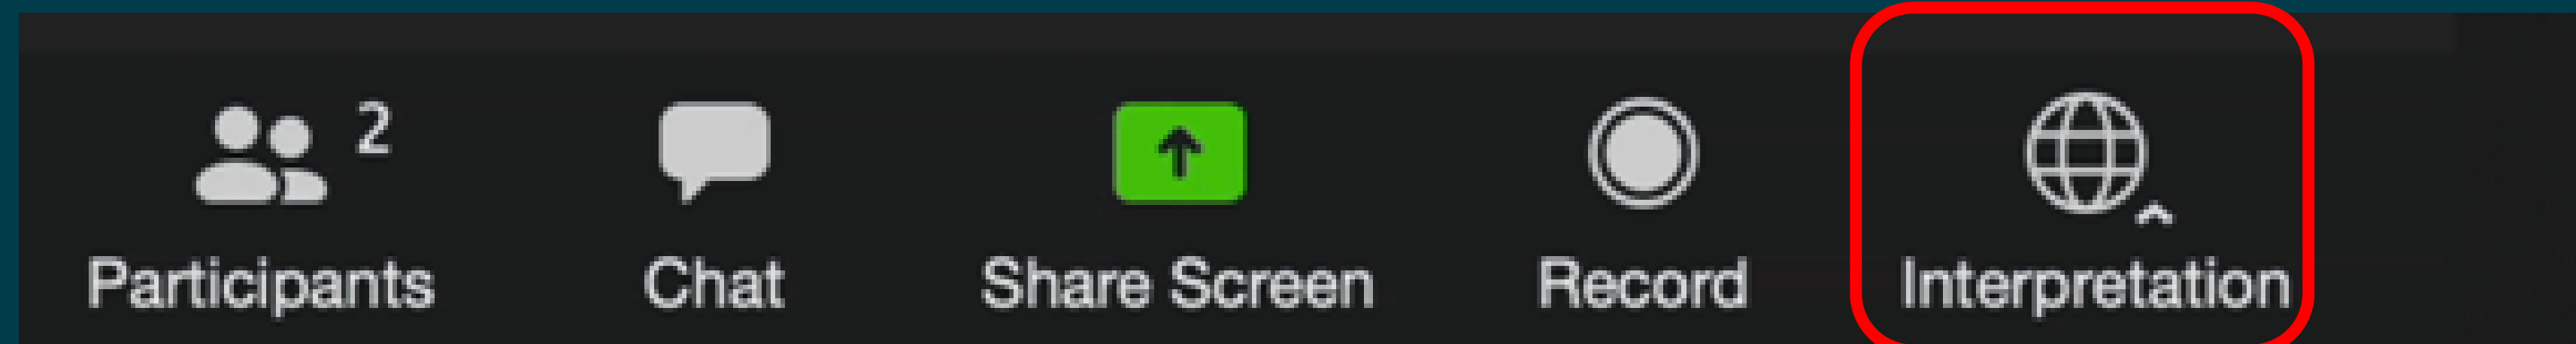 2
Participants
Chat
Share Screen
Record
Interpretation